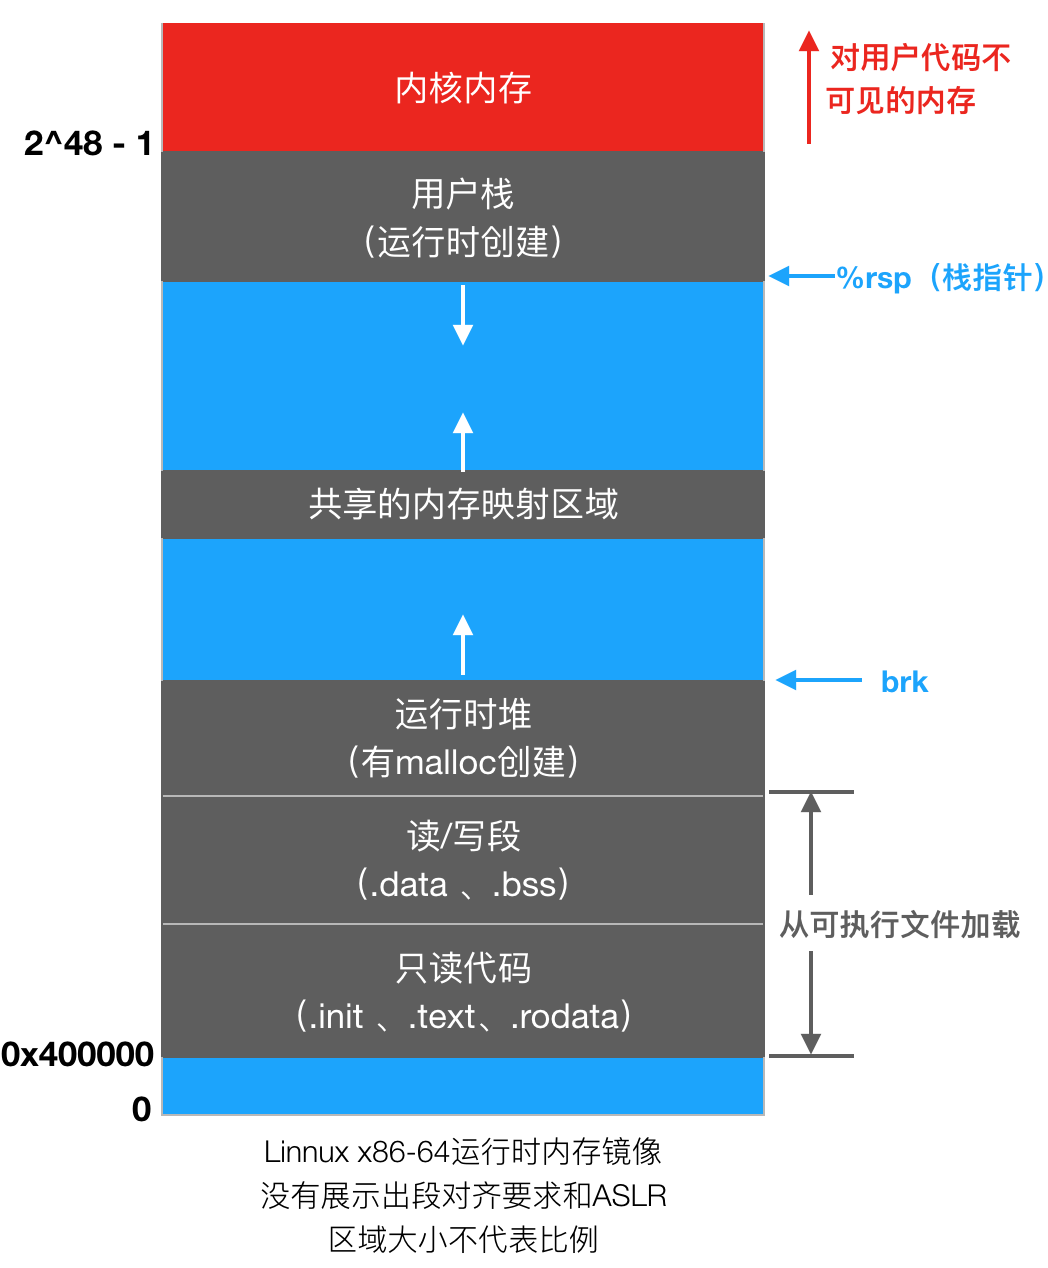 内核内存
对用户代码不
可见的内存
2^48 - 1
用户栈
（运行时创建）
%rsp（栈指针）
共享的内存映射区域
brk
运行时堆
（有malloc创建）
读/写段
（.data 、.bss）
从可执行文件加载
只读代码
（.init 、.text、.rodata）
0x400000
0
Linnux x86-64运行时内存镜像
没有展示出段对齐要求和ASLR
区域大小不代表比例